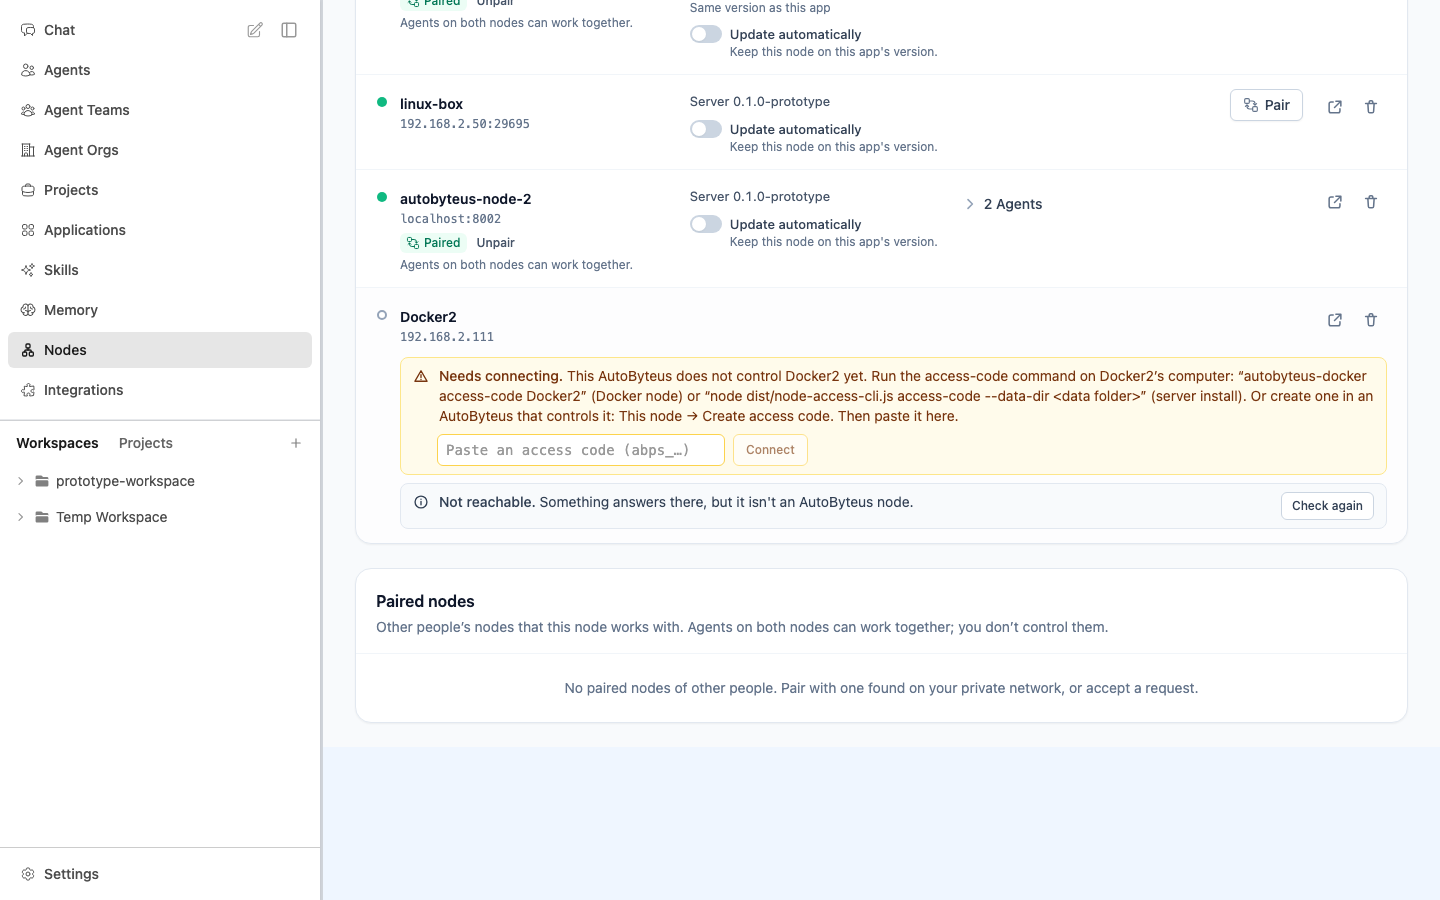 Chat
Agents
Agent Teams
Agent Orgs
Projects
Applications
Skills
Memory
Nodes
Integrations
Workspaces Projects
prototype-workspace
Temp Workspace
Settings
Paired Unpair
Agents on both nodes can work together.
Same version as this app
Update automatically
Keep this node on this app's version.
linux-box
192.168.2.50:29695
Server 0.1.0-prototype
Update automatically
Keep this node on this app's version.
Pair
autobyteus-node-2
localhost:8002
Paired Unpair
Agents on both nodes can work together.
Server 0.1.0-prototype
Update automatically
Keep this node on this app's version.
2 Agents
Docker2
192.168.2.111
Needs connecting. This AutoByteus does not control Docker2 yet. Run the access-code command on Docker2’s computer: “autobyteus-docker
access-code Docker2” (Docker node) or “node dist/node-access-cli.js access-code --data-dir <data folder>” (server install). Or create one in an
AutoByteus that controls it: This node → Create access code. Then paste it here.
Paste an access code (abps_…)
Connect
Not reachable. Something answers there, but it isn't an AutoByteus node.
Check again
Paired nodes
Other people’s nodes that this node works with. Agents on both nodes can work together; you don’t control them.
No paired nodes of other people. Pair with one found on your private network, or accept a request.